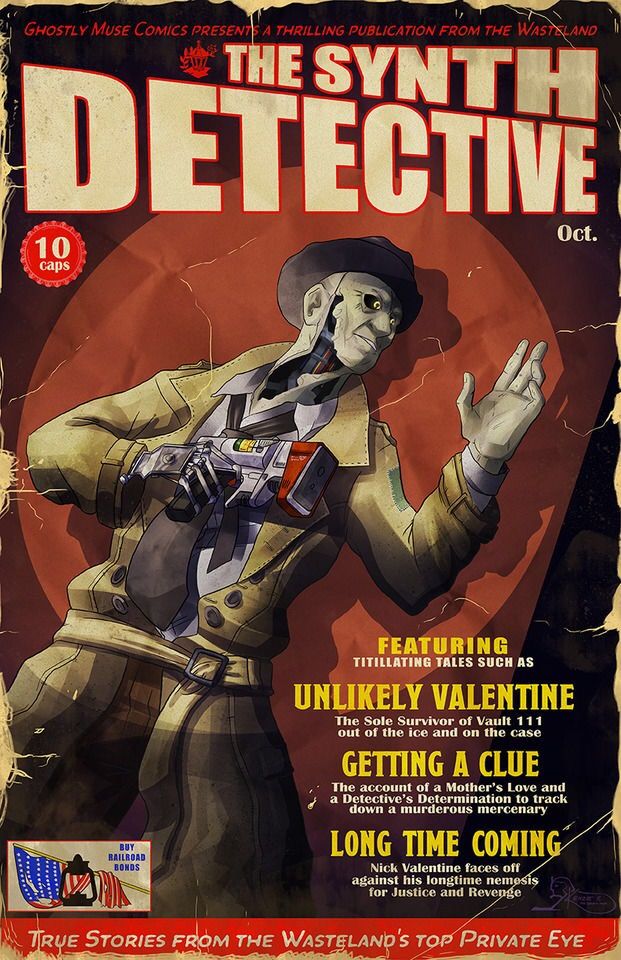 Ghostly Muse Comics presents a thrilling publication from the Wasteland
THE SYNTH
DETECTIVE
Oct.
10
caps
FEATURING
TITILLATING TALES SUCH AS
UNLIKELY VALENTINE
The Sole Survivor of Vault 111
out of the ice and on the case
GETTING A CLUE
The account of a Mother's Love and
a Detective's Determination to track
down a murderous mercenary
LONG TIME COMING
Nick Valentine faces off
against his longtime nemesis
for Justice and Revenge
BUY
RAILROAD
BONDS
True Stories from the Wasteland's top Private Eye